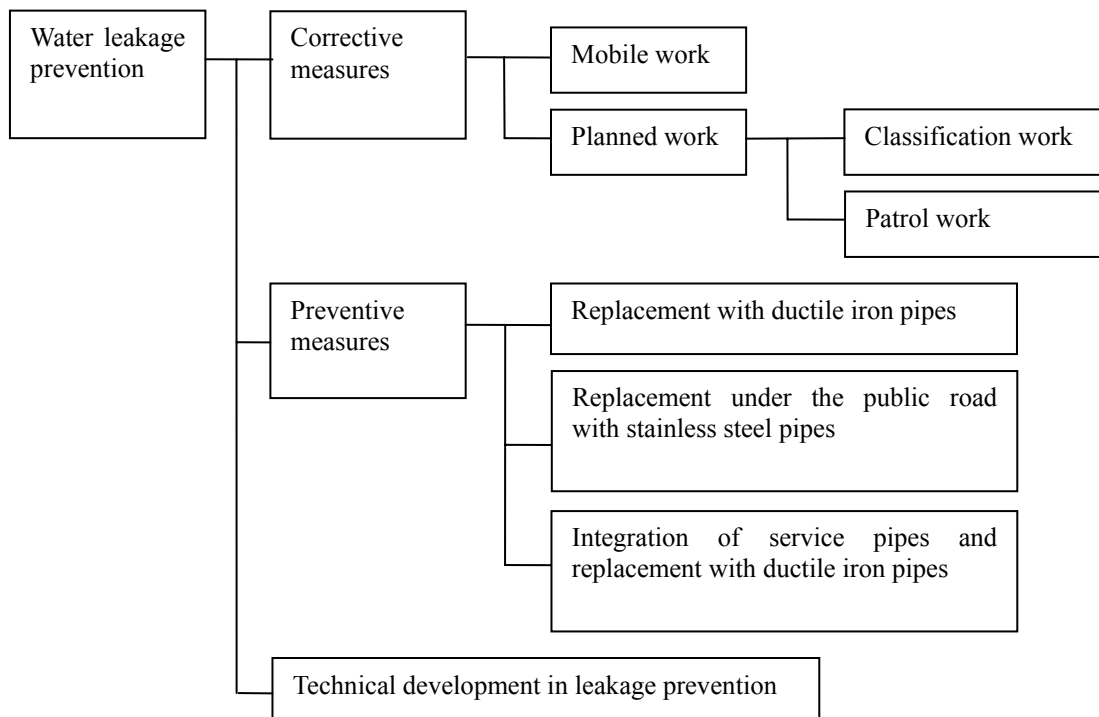 Water leakage
prevention
Corrective
measures
Mobile work
Planned work
Classification work
Patrol work
Preventive
measures
Replacement with ductile iron pipes
Replacement under the public road
with stainless steel pipes
Integration of service pipes and
replacement with ductile iron pipes
Technical development in leakage prevention